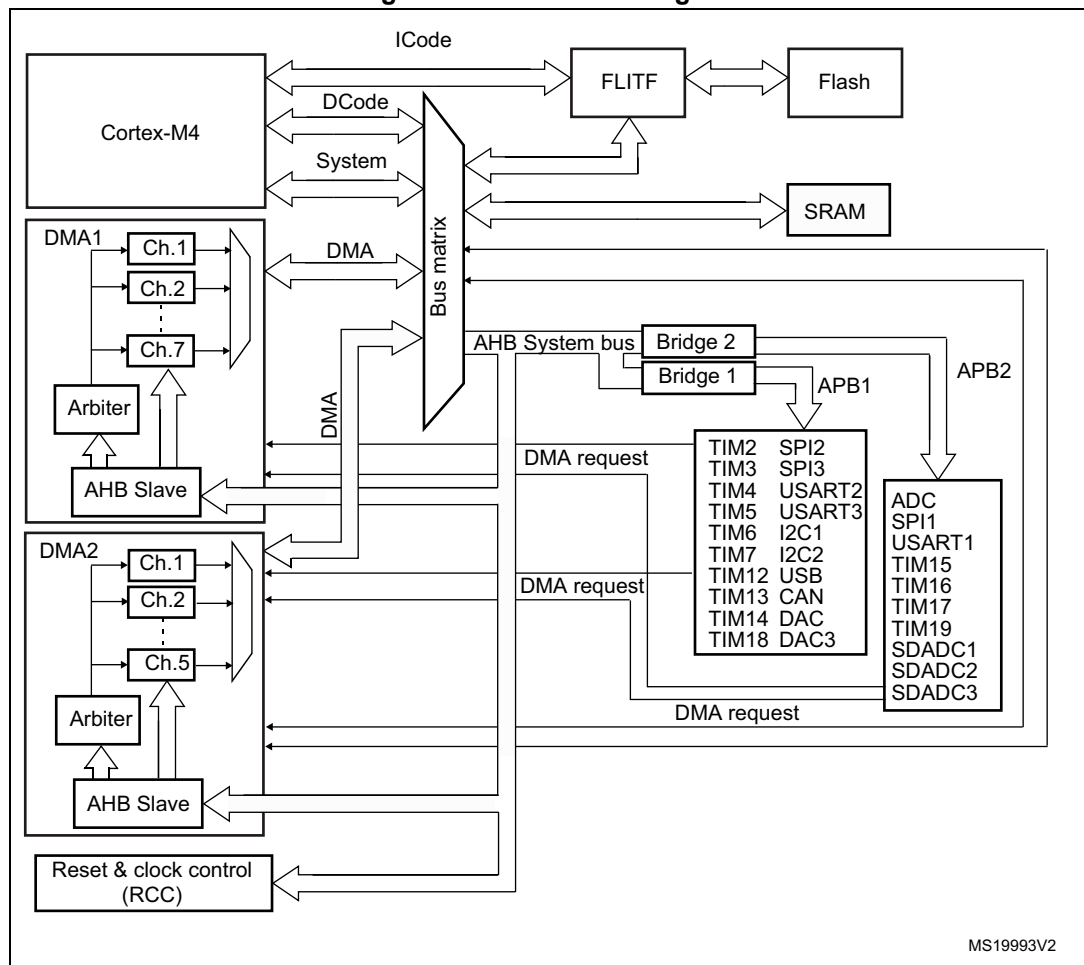 ICode
Cortex-M4
FLITF
Flash
DCode
System
SRAM
Bus matrix
DMA1
Ch.1
Ch.2
Ch.7
Arbiter
AHB Slave
DMA
DMA
AHB System bus
Bridge 2
Bridge 1
APB1
APB2
DMA request
TIM2 SPI2
TIM3 SPI3
TIM4 USART2
TIM5 USART3
TIM6 I2C1
TIM7 I2C2
TIM12 USB
TIM13 CAN
TIM14 DAC
TIM18 DAC3
ADC
SPI1
USART1
TIM15
TIM16
TIM17
TIM19
SDADC1
SDADC2
SDADC3
DMA2
Ch.1
Ch.2
Ch.5
Arbiter
AHB Slave
DMA request
DMA request
Reset & clock control
(RCC)
MS19993V2